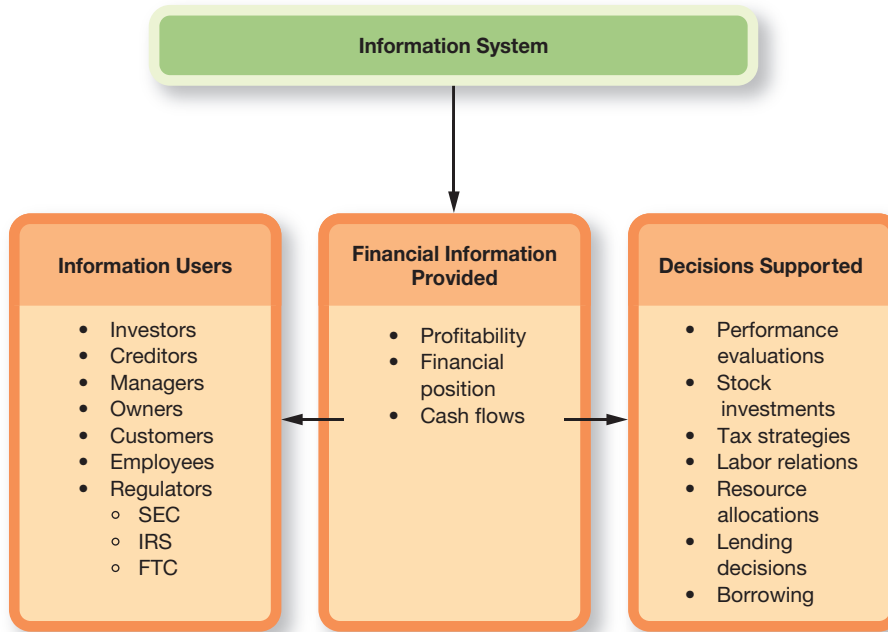 Information System
Information Users
• Investors
• Creditors
• Managers
• Owners
• Customers
• Employees
• Regulators
◦ SEC
◦ IRS
◦ FTC
Financial Information
Provided
• Profitability
• Financial
position
• Cash flows
Decisions Supported
• Performance
evaluations
• Stock
investments
• Tax strategies
• Labor relations
• Resource
allocations
• Lending
decisions
• Borrowing